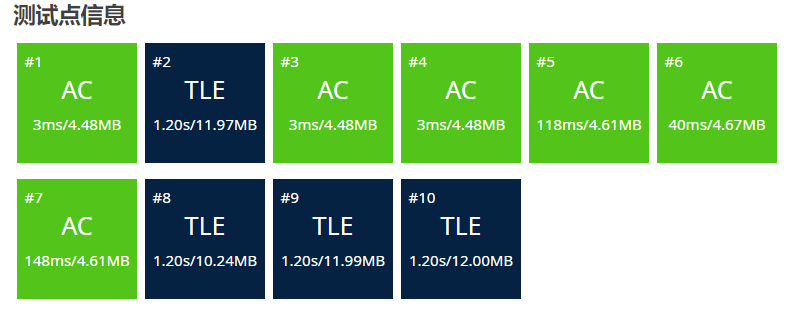 测试点信息
#1
AC
3ms/4.48MB
#2
TLE
1.20s/11.97MB
#3
AC
3ms/4.48MB
#4
AC
3ms/4.48MB
#5
AC
118ms/4.61MB
#6
AC
40ms/4.67MB
#7
AC
148ms/4.61MB
#8
TLE
1.20s/10.24MB
#9
TLE
1.20s/11.99MB
#10
TLE
1.20s/12.00MB